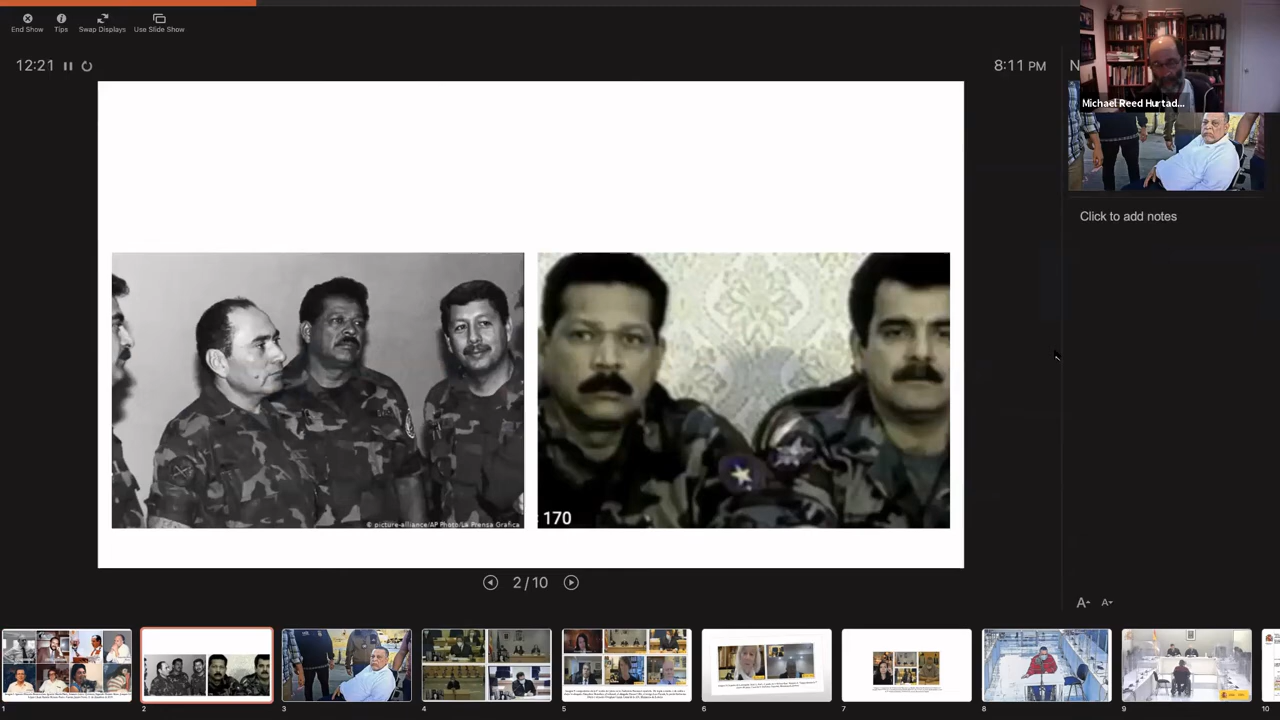 End Show
Tips
Swap Displays
Use Slide Show
12:21
8:11 PM
N
Michael Reed Hurtad...
Click to add notes
© picture-alliance/AP Photo/La Prensa Grafica
170
2 / 10
A
A
1
2
3
4
5
6
7
8
9
10